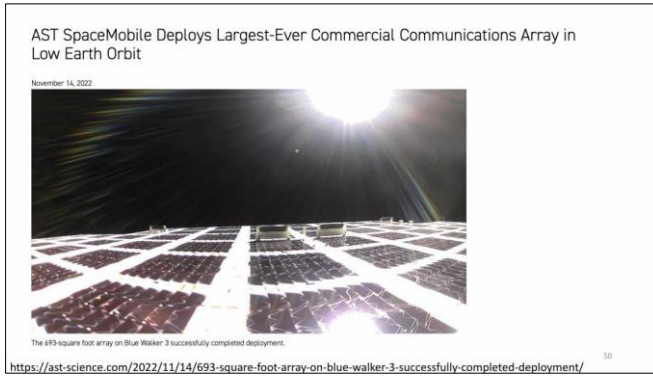 AST SpaceMobile Deploys Largest-Ever Commercial Communications Array in
Low Earth Orbit
November 14, 2022
The 693-square foot array on Blue Walker 3 successfully completed deployment.
50
https://ast-science.com/2022/11/14/693-square-foot-array-on-blue-walker-3-successfully-completed-deployment/